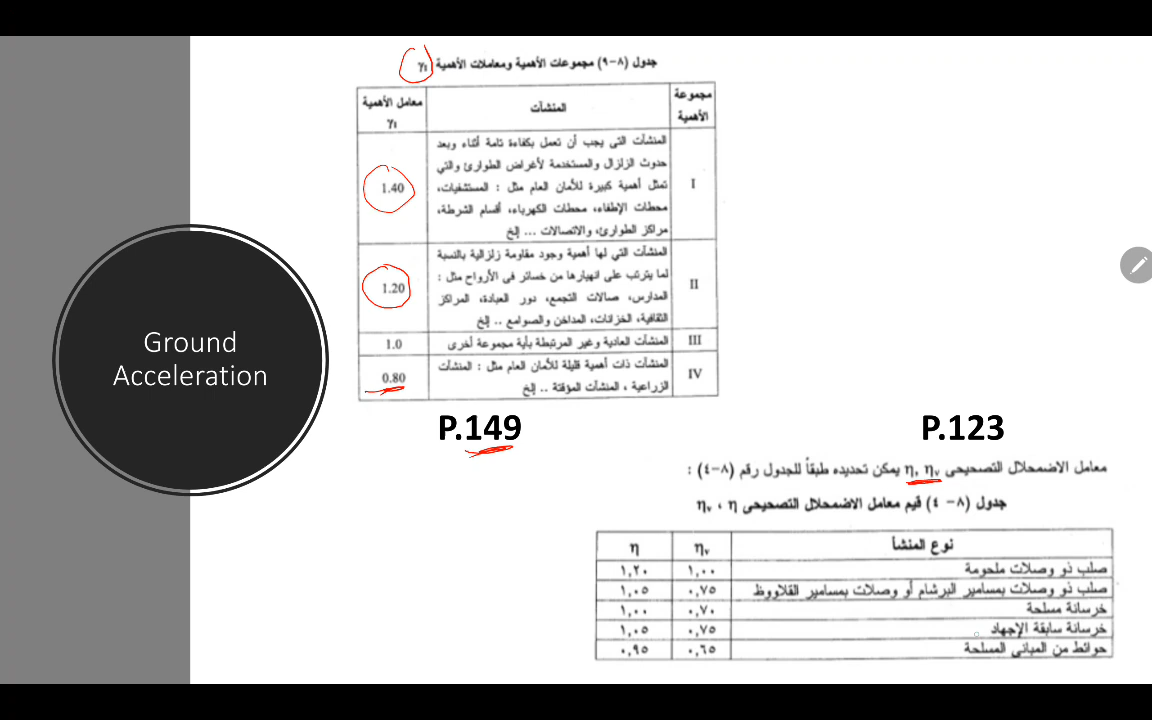 Ground
Acceleration
جدول (٨-٩) مجموعات الأهمية ومعاملات الأهمية γI
مجموعة الأهمية | المنشآت | معامل الأهمية γI
I | المنشآت التى يجب أن تعمل بكفاءة تامة أثناء وبعد
حدوث الزلزال والمستخدمة لأغراض الطوارئ والتي
تمثل أهمية كبيرة للأمان العام مثل : المستشفيات،
محطات الإطفاء، محطات الكهرباء، أقسام الشرطة،
مراكز الطوارئ، والاتصالات ... إلخ
1.40
II | المنشآت التي لها أهمية وجود مقاومة زلزالية بالنسبة
لما يترتب على انهيارها من خسائر فى الأرواح مثل :
المدارس، صالات التجمع، دور العبادة، المراكز
الثقافية، الخزانات، المداخن والصوامع .. إلخ
1.20
III | المنشآت العادية وغير المرتبطة بأية مجموعة أخرى | 1.0
IV | المنشآت ذات أهمية قليلة للأمان العام مثل : المنشآت
الزراعية ، المنشآت المؤقتة .. إلخ
0.80
P.149
P.123
معامل الاضمحلال التصحيحى η, ηv يمكن تحديده طبقاً للجدول رقم (٨-٤) :
جدول (٨- ٤) قيم معامل الاضمحلال التصحيحى η ، ηv
نوع المنشأ | ηv | η
صلب ذو وصلات ملحومة | ١,٠٠ | ١,٢٠
صلب ذو وصلات بمسامير البرشام أو وصلات بمسامير القلاووظ | ٠,٧٥ | ١,٠٥
خرسانة مسلحة | ٠,٧٠ | ١,٠٠
خرسانة سابقة الإجهاد | ٠,٧٥ | ١,٠٥
حوائط من المبانى المسلحة | ٠,٦٥ | ٠,٩٥